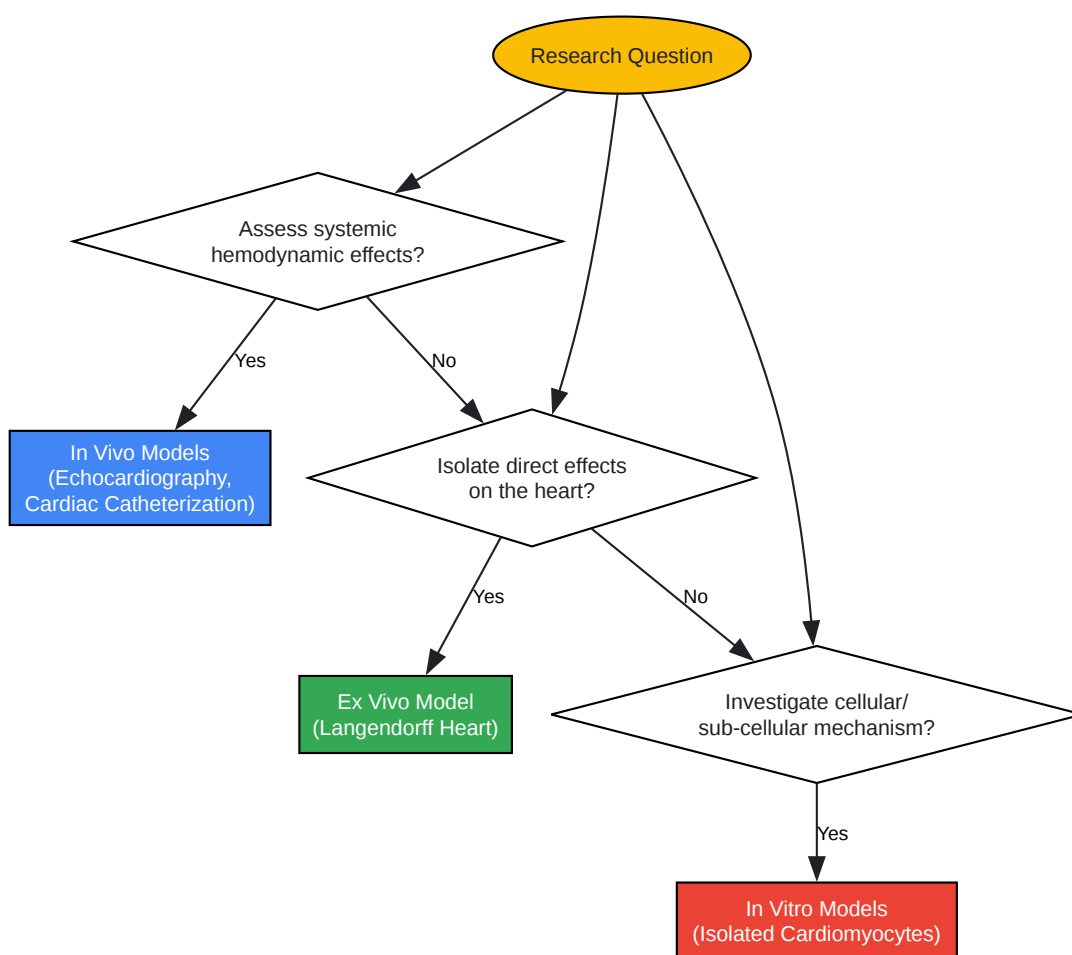 Research Question
Assess systemic
hemodynamic effects?
Yes
No
In Vivo Models
(Echocardiography,
Cardiac Catheterization)
Isolate direct effects
on the heart?
Yes
No
Ex Vivo Model
(Langendorff Heart)
Investigate cellular/
sub-cellular mechanism?
Yes
In Vitro Models
(Isolated Cardiomyocytes)